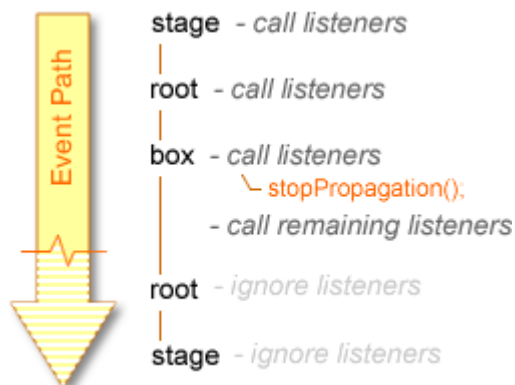 Event Path
stage - call listeners
root - call listeners
box - call listeners
stopPropagation();
- call remaining listeners
root - ignore listeners
stage - ignore listeners